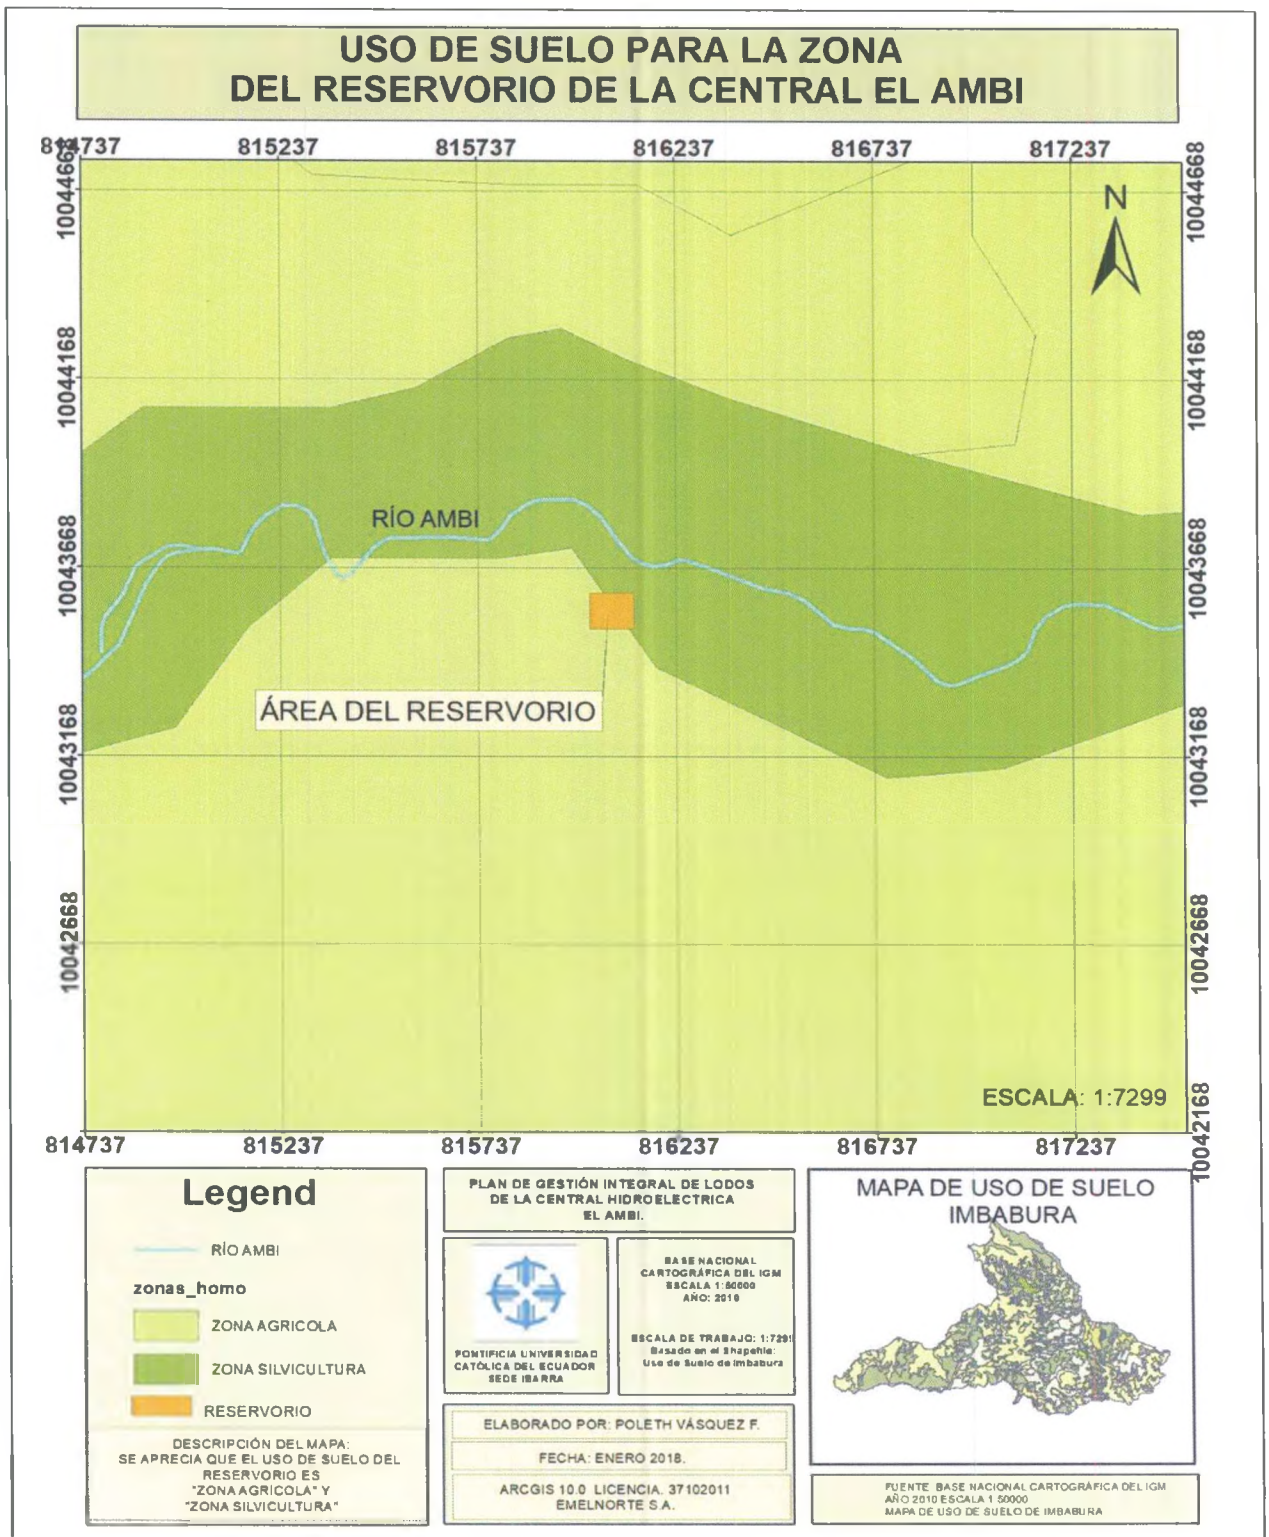 USO DE SUELO PARA LA ZONA
DEL RESERVORIO DE LA CENTRAL EL AMBI
814737 815237 815737 816237 816737 817237
10044668 10044668
N
10044168 10044168
RÍO AMBI
10043668 10043668
ÁREA DEL RESERVORIO
10043168 10043168
10042668 10042668
ESCALA: 1:7299
10042168
814737 815237 815737 816237 816737 817237
Legend
RÍO AMBI
zonas_homo
ZONA AGRICOLA
ZONA SILVICULTURA
RESERVORIO
DESCRIPCIÓN DEL MAPA:
SE APRECIA QUE EL USO DE SUELO DEL
RESERVORIO ES
"ZONA AGRÍCOLA" Y
"ZONA SILVICULTURA"
PLAN DE GESTIÓN INTEGRAL DE LODOS
DE LA CENTRAL HIDROELECTRICA
EL AMBI.
PONTIFICIA UNIVERSIDAD
CATÓLICA DEL ECUADOR
SEDE IBARRA
BASE NACIONAL
CARTOGRÁFICA DEL IGM
ESCALA 1:50000
AÑO: 2010
ESCALA DE TRABAJO: 1:729
Basado en el Shapefile:
Uso de Suelo de Imbabura
ELABORADO POR: POLETH VÁSQUEZ F.
FECHA: ENERO 2018.
ARCGIS 10.0 LICENCIA. 37102011
EMELNORTE S.A.
MAPA DE USO DE SUELO
IMBABURA
FUENTE BASE NACIONAL CARTOGRÁFICA DEL IGM
AÑO 2010 ESCALA 1 50000
MAPA DE USO DE SUELO DE IMBABURA